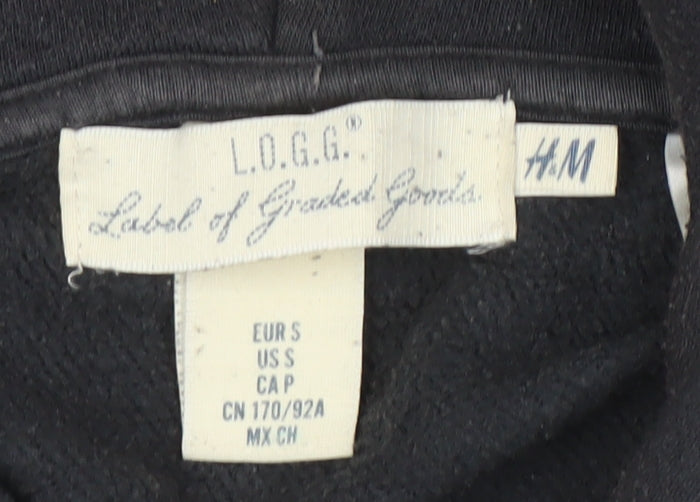 L.O.G.G.®
Label of Graded Goods
H&M
EUR S
US S
CA P
CN 170/92A
MX CH